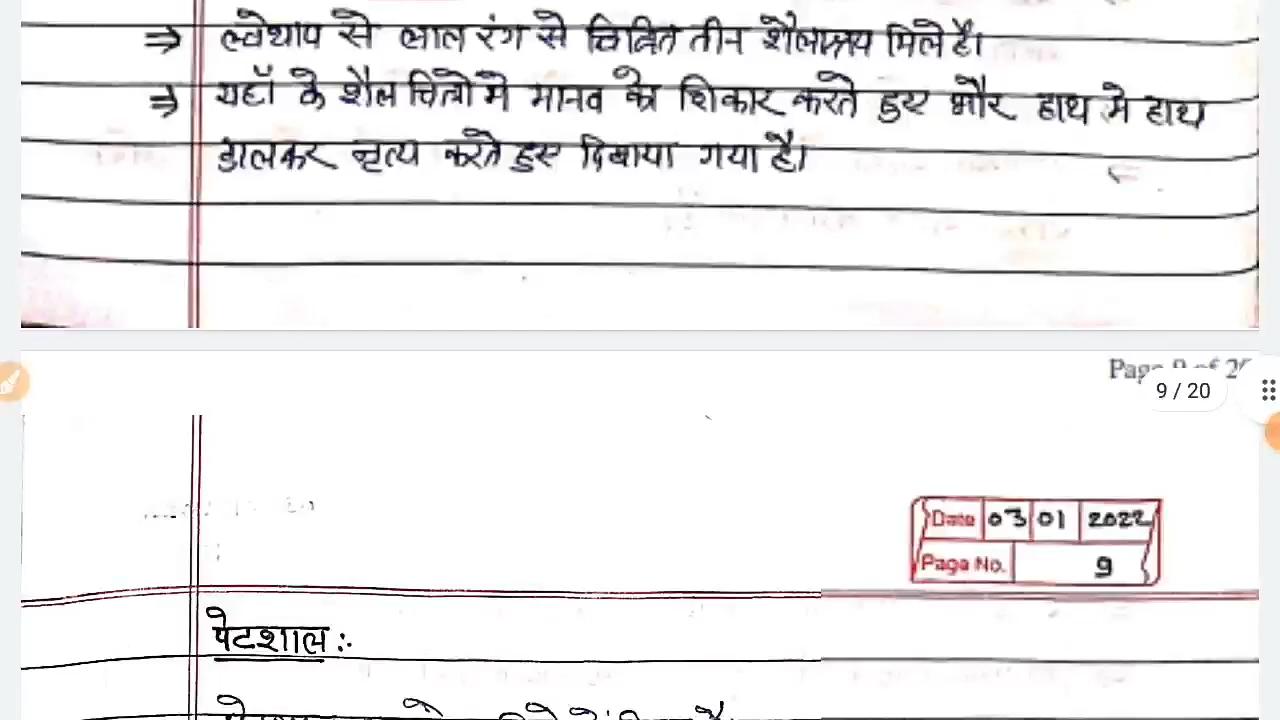 ⇒ ल्वेथाप से लाल रंग से चित्रित तीन शैलाश्रय मिले है।
⇒ यहाँ के शैल चित्रो मे मानव को शिकार करते हुए और हाथ मे हाथ
डालकर नृत्य करते हुए दिखाया गया है।
9 / 20
Date 03 01 2022
Page No. 9
पेटशाल :-